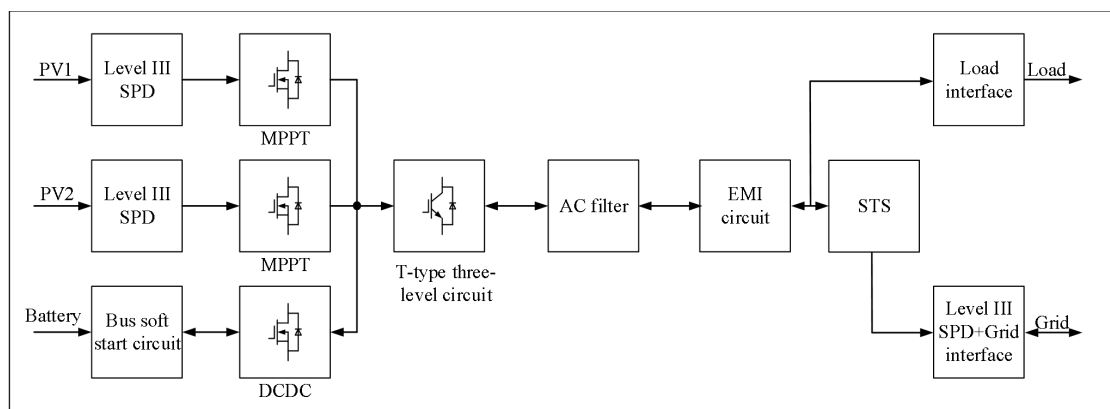 PV1
Level III
SPD
MPPT
Load
interface
Load
PV2
Level III
SPD
MPPT
T-type three-
level circuit
AC filter
EMI
circuit
STS
Battery
Bus soft
start circuit
DCDC
Level III
SPD+Grid
interface
Grid